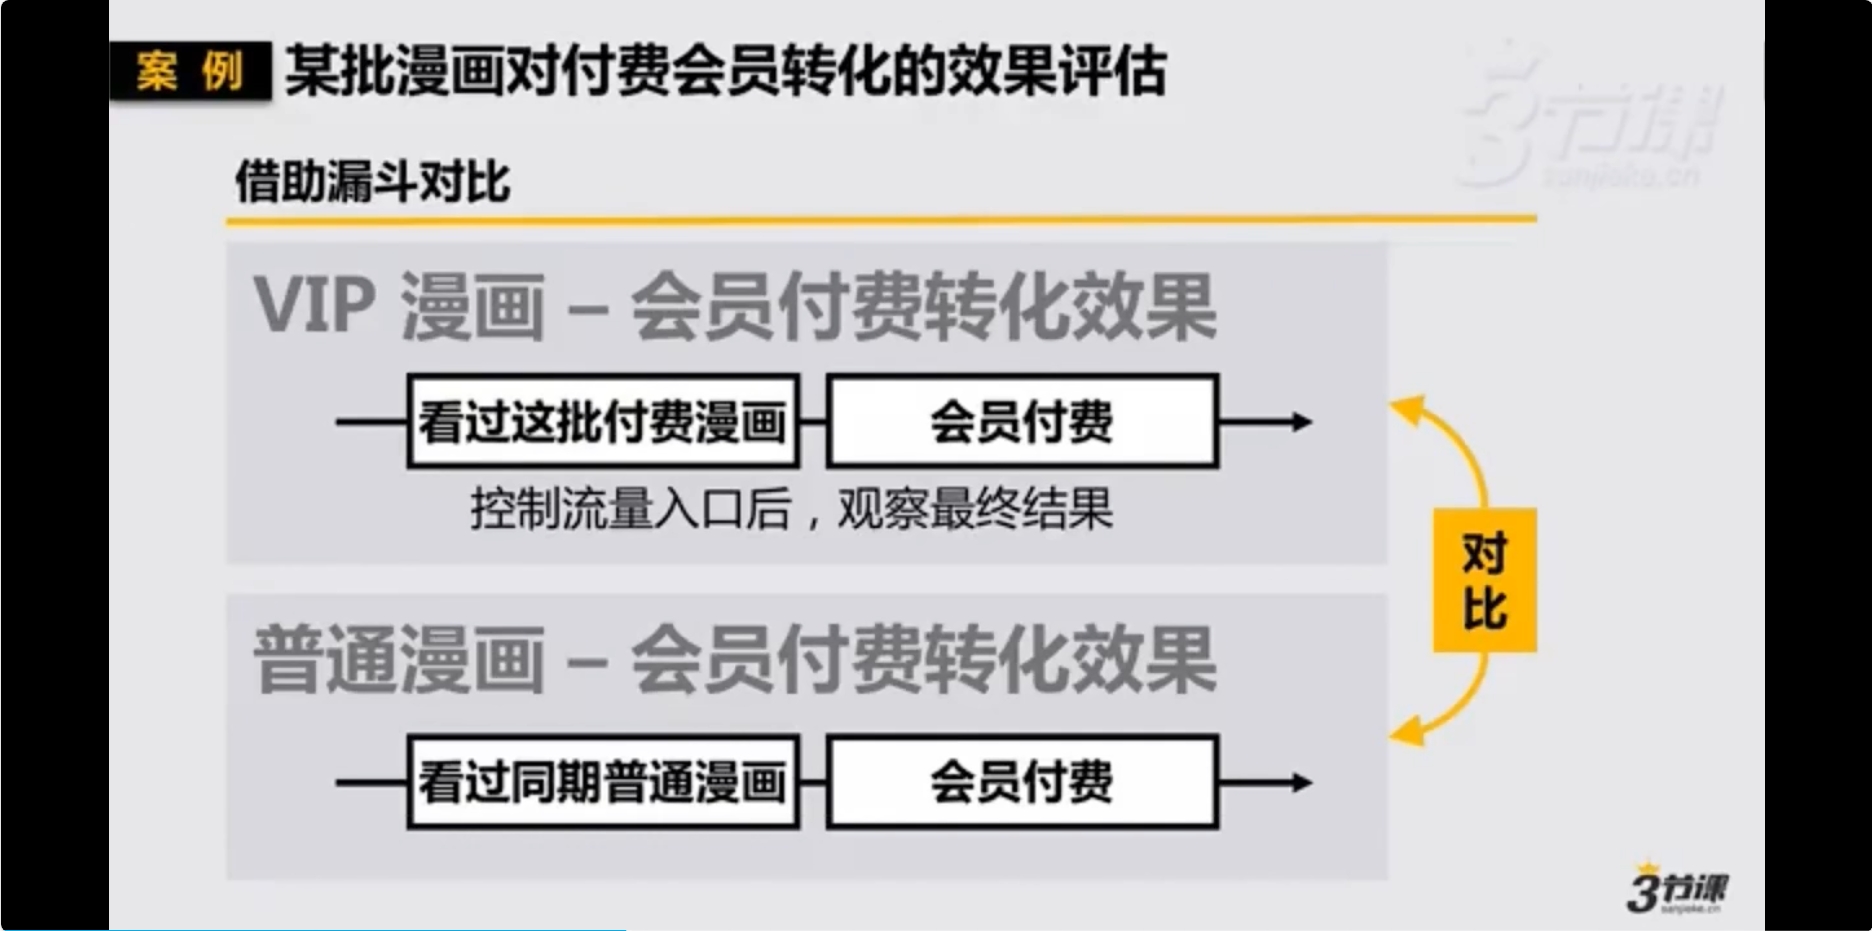 案 例 某批漫画对付费会员转化的效果评估
3节课
sanjieke.cn
借助漏斗对比
VIP 漫画 – 会员付费转化效果
看过这批付费漫画 会员付费
控制流量入口后，观察最终结果
对比
普通漫画 – 会员付费转化效果
看过同期普通漫画 会员付费
3节课
sanjieke.cn